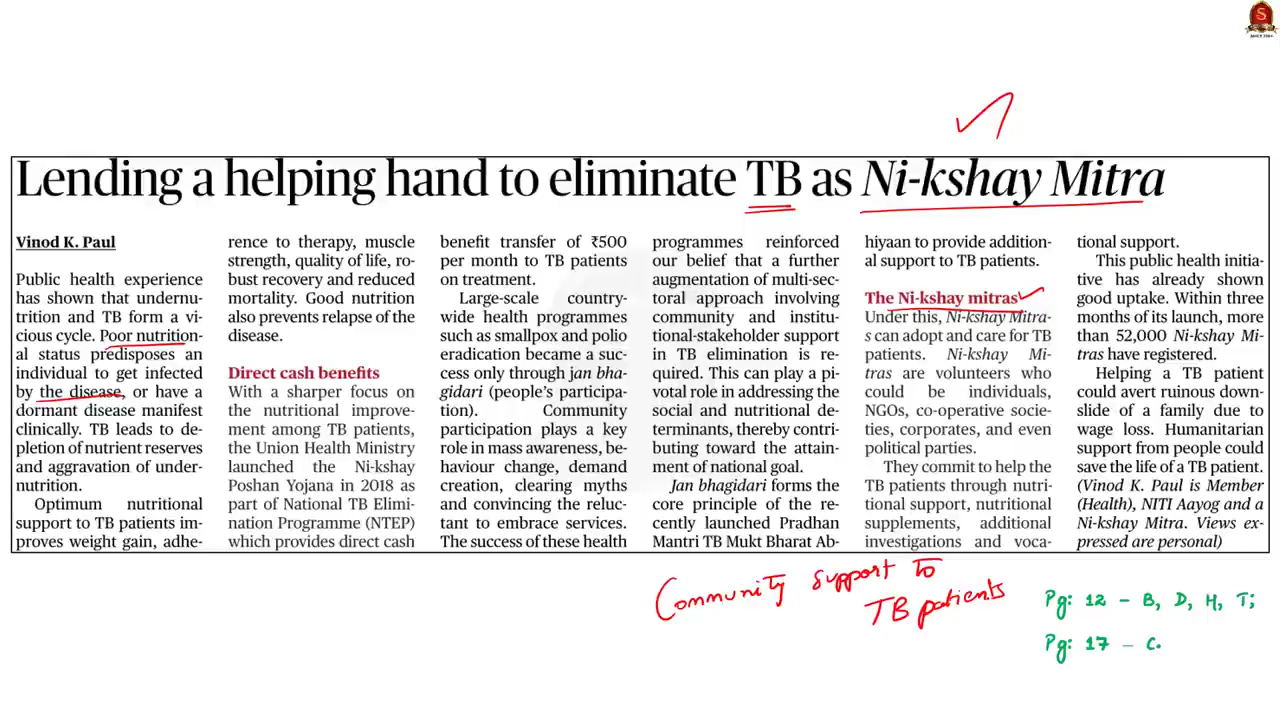 S
SINCE 2004
Lending a helping hand to eliminate TB as Ni-kshay Mitra
Vinod K. Paul
Public health experience
has shown that undernu-
trition and TB form a vi-
cious cycle. Poor nutrition-
al status predisposes an
individual to get infected
by the disease, or have a
dormant disease manifest
clinically. TB leads to de-
pletion of nutrient reserves
and aggravation of under-
nutrition.
Optimum nutritional
support to TB patients im-
proves weight gain, adhe-
rence to therapy, muscle
strength, quality of life, ro-
bust recovery and reduced
mortality. Good nutrition
also prevents relapse of the
disease.
Direct cash benefits
With a sharper focus on
the nutritional improve-
ment among TB patients,
the Union Health Ministry
launched the Ni-kshay
Poshan Yojana in 2018 as
part of National TB Elimi-
nation Programme (NTEP)
which provides direct cash
benefit transfer of ₹500
per month to TB patients
on treatment.
Large-scale country-
wide health programmes
such as smallpox and polio
eradication became a suc-
cess only through jan bha-
gidari (people's participa-
tion). Community
participation plays a key
role in mass awareness, be-
haviour change, demand
creation, clearing myths
and convincing the reluc-
tant to embrace services.
The success of these health
programmes reinforced
our belief that a further
augmentation of multi-sec-
toral approach involving
community and institu-
tional-stakeholder support
in TB elimination is re-
quired. This can play a pi-
votal role in addressing the
social and nutritional de-
terminants, thereby contri-
buting toward the attain-
ment of national goal.
Jan bhagidari forms the
core principle of the re-
cently launched Pradhan
Mantri TB Mukt Bharat Ab-
hiyaan to provide addition-
al support to TB patients.
The Ni-kshay mitras
Under this, Ni-kshay Mitra-
s can adopt and care for TB
patients. Ni-kshay Mi-
tras are volunteers who
could be individuals,
NGOs, co-operative socie-
ties, corporates, and even
political parties.
They commit to help the
TB patients through nutri-
tional support, nutritional
supplements, additional
investigations and voca-
tional support.
This public health initia-
tive has already shown
good uptake. Within three
months of its launch, more
than 52,000 Ni-kshay Mi-
tras have registered.
Helping a TB patient
could avert ruinous down-
slide of a family due to
wage loss. Humanitarian
support from people could
save the life of a TB patient.
(Vinod K. Paul is Member
(Health), NITI Aayog and a
Ni-kshay Mitra. Views ex-
pressed are personal)
Community support to
TB patients
Pg: 12 - B, D, H, T;
Pg: 17 - C.